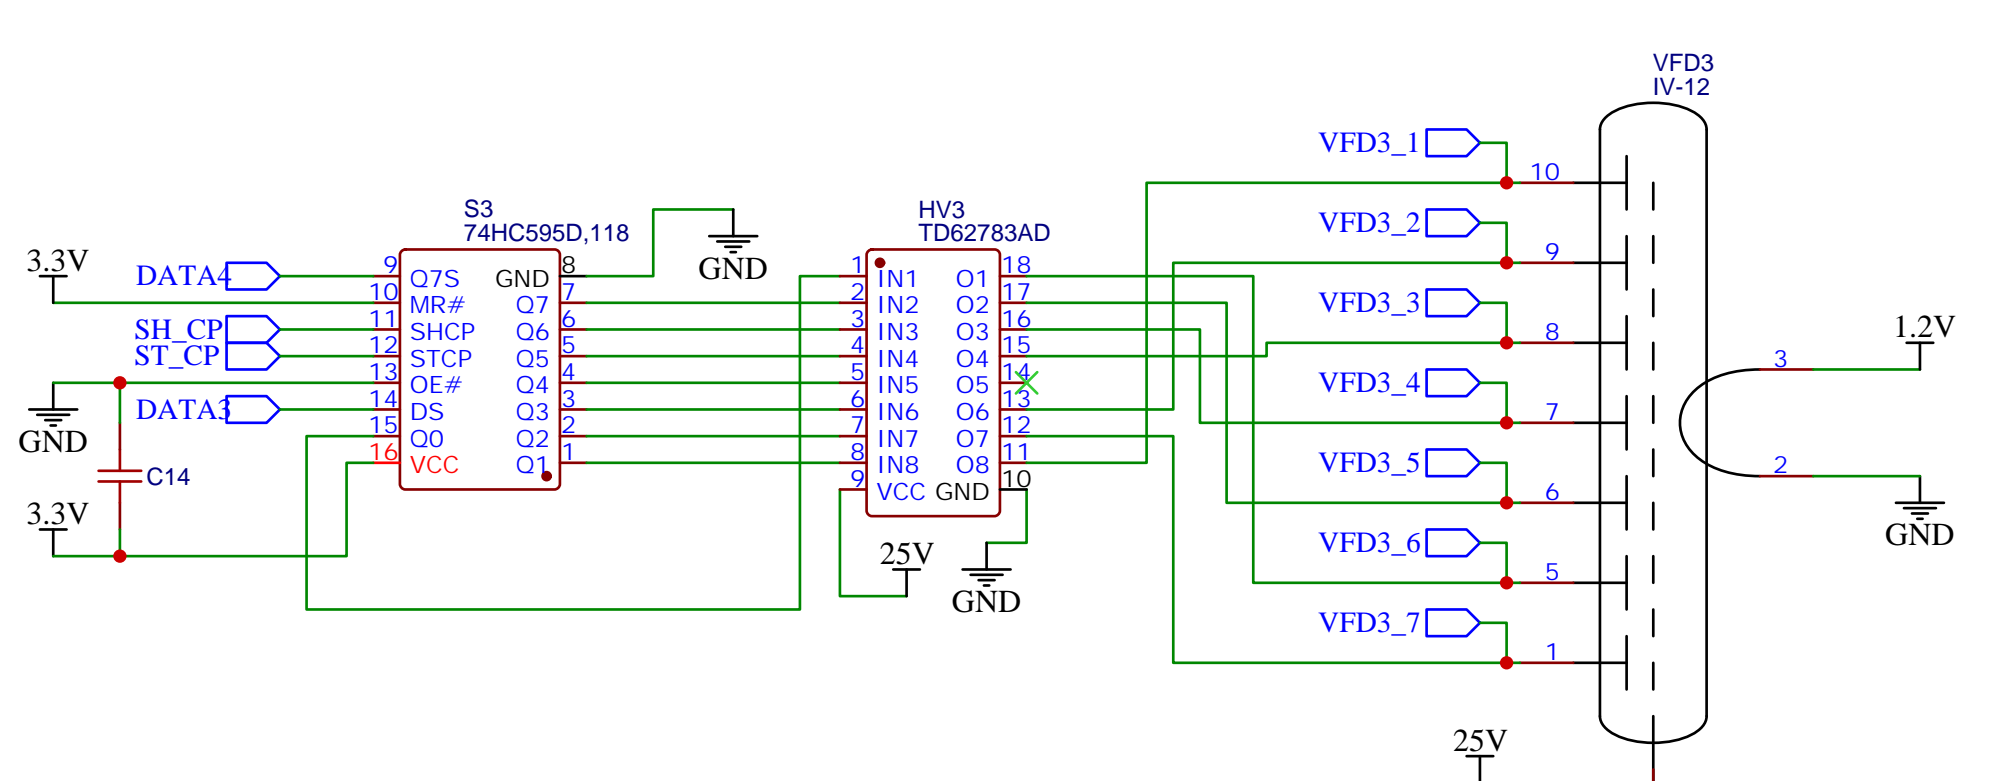 VFD3
IV-12
VFD3_1
10
VFD3_2
9
VFD3_3
8
VFD3_4
7
VFD3_5
6
VFD3_6
5
VFD3_7
1
3
1.2V
2
GND
25V
S3
74HC595D,118
3.3V
DATA4
9
Q7S
GND
8
10
MR#
Q7
7
SH_CP
11
SHCP
Q6
6
ST_CP
12
STCP
Q5
5
13
OE#
Q4
4
DATA3
14
DS
Q3
3
15
Q0
Q2
2
16
VCC
Q1
1
GND
C14
3.3V
GND
HV3
TD62783AD
1
IN1
O1
18
2
IN2
O2
17
3
IN3
O3
16
4
IN4
O4
15
5
IN5
O5
14
6
IN6
O6
13
7
IN7
O7
12
8
IN8
O8
11
9
VCC
GND
10
25V
GND